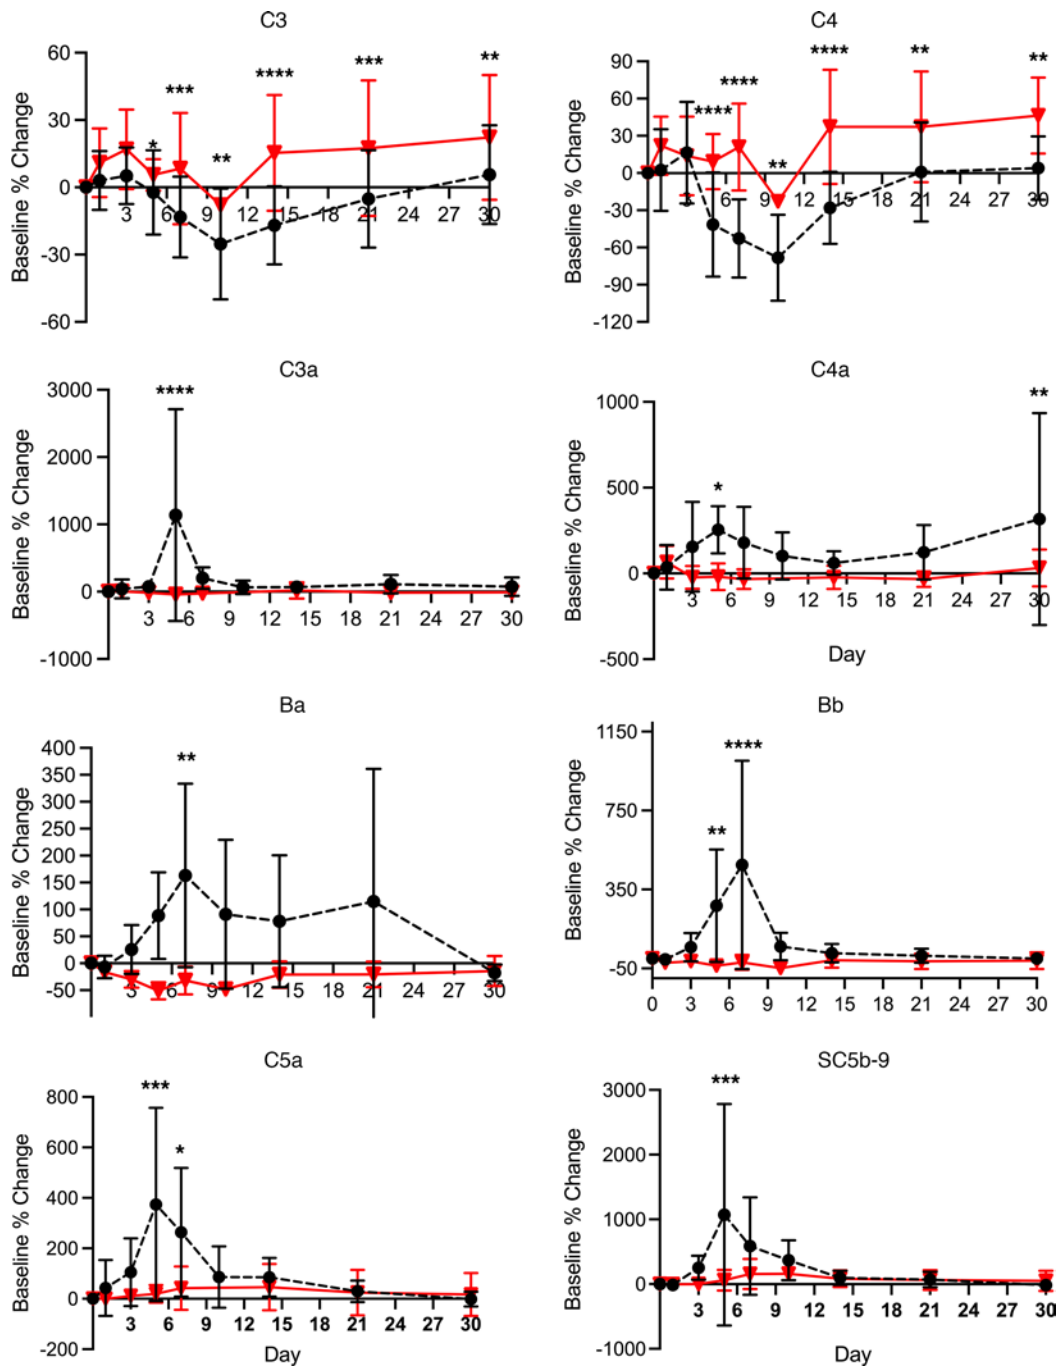 C3
Baseline % Change
60
30
0
-30
-60
3 6 9 12 15 18 21 24 27 30
* *** ** **** *** **
C4
Baseline % Change
90
60
30
0
-30
-60
-90
-120
3 6 9 12 15 18 21 24 27 30
**** **** ** **** ** **
C3a
Baseline % Change
3000
2000
1000
0
-1000
3 6 9 12 15 18 21 24 27 30
****
C4a
Baseline % Change
1000
500
0
-500
3 6 9 12 15 18 21 24 27 30
* **
Day
Ba
Baseline % Change
400
350
300
250
200
150
100
50
0
-50
3 6 9 12 15 18 21 24 27 30
**
Bb
Baseline % Change
1150
750
350
-50
0 3 6 9 12 15 18 21 24 27 30
** ****
C5a
Baseline % Change
800
600
400
200
0
-200
3 6 9 12 15 18 21 24 27 30
*** *
Day
SC5b-9
Baseline % Change
3000
2000
1000
0
-1000
3 6 9 12 15 18 21 24 27 30
***
Day